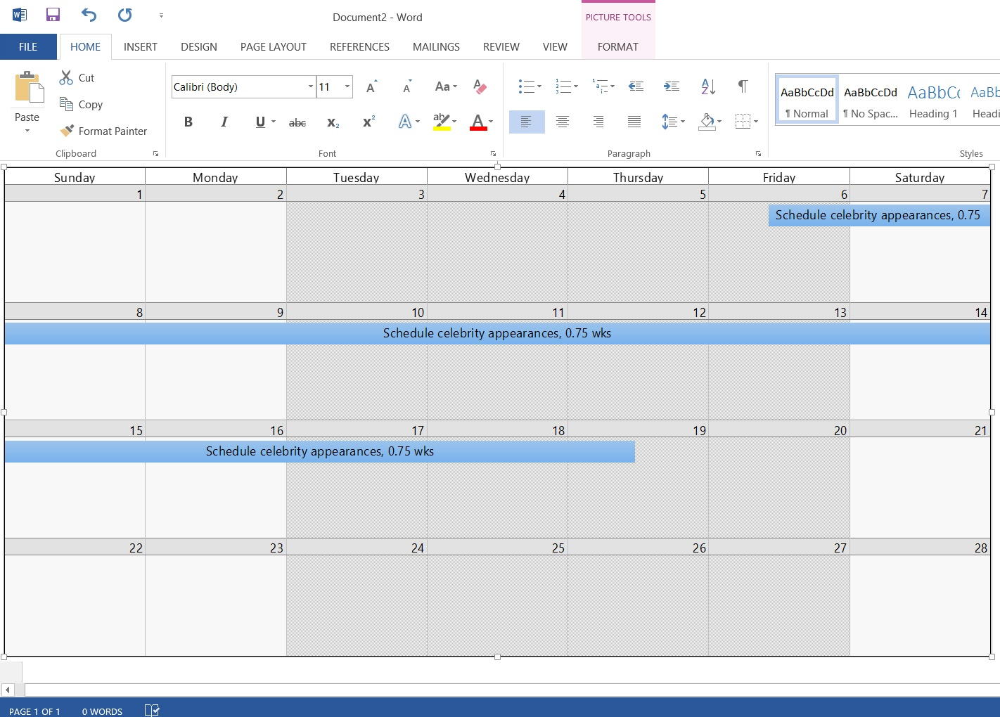 Document2 - Word
PICTURE TOOLS
FILE HOME INSERT DESIGN PAGE LAYOUT REFERENCES MAILINGS REVIEW VIEW FORMAT
Paste
Cut
Copy
Format Painter
Clipboard
Calibri (Body) 11
Font
Paragraph
AaBbCcDd AaBbCcDd AaBbCc AaBb
¶ Normal ¶ No Spac... Heading 1 Headi
Styles
Sunday Monday Tuesday Wednesday Thursday Friday Saturday
1 2 3 4 5 6 7
Schedule celebrity appearances, 0.75
8 9 10 11 12 13 14
Schedule celebrity appearances, 0.75 wks
15 16 17 18 19 20 21
Schedule celebrity appearances, 0.75 wks
22 23 24 25 26 27 28
PAGE 1 OF 1 0 WORDS